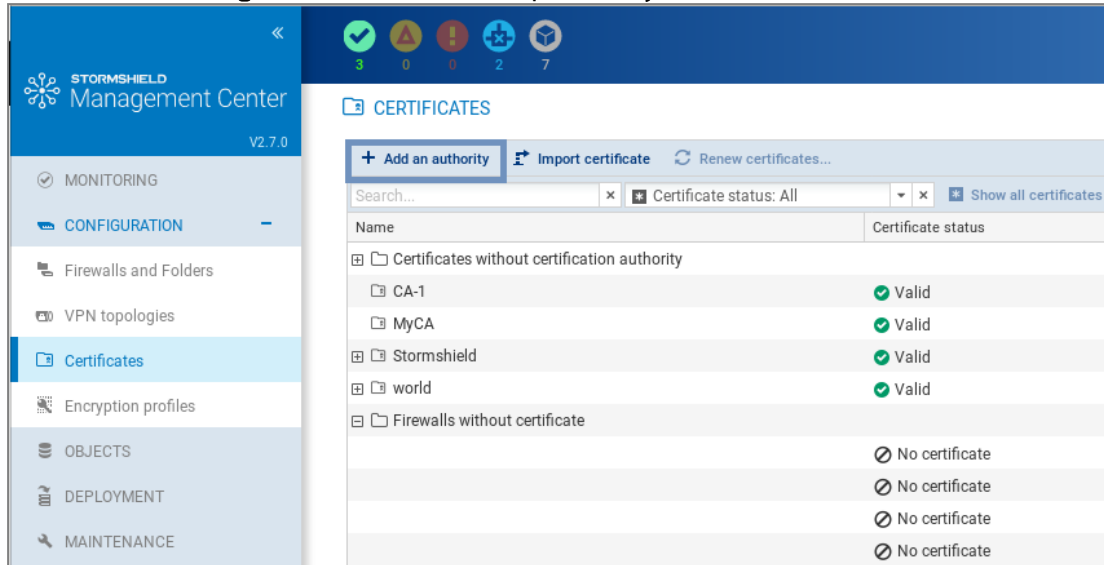 STORMSHIELD
Management Center
V2.7.0
MONITORING
CONFIGURATION
Firewalls and Folders
VPN topologies
Certificates
Encryption profiles
OBJECTS
DEPLOYMENT
MAINTENANCE
3 0 0 2 7
CERTIFICATES
+ Add an authority Import certificate Renew certificates...
Search... Certificate status: All Show all certificates
Name Certificate status
Certificates without certification authority
CA-1 Valid
MyCA Valid
Stormshield Valid
world Valid
Firewalls without certificate
No certificate
No certificate
No certificate
No certificate